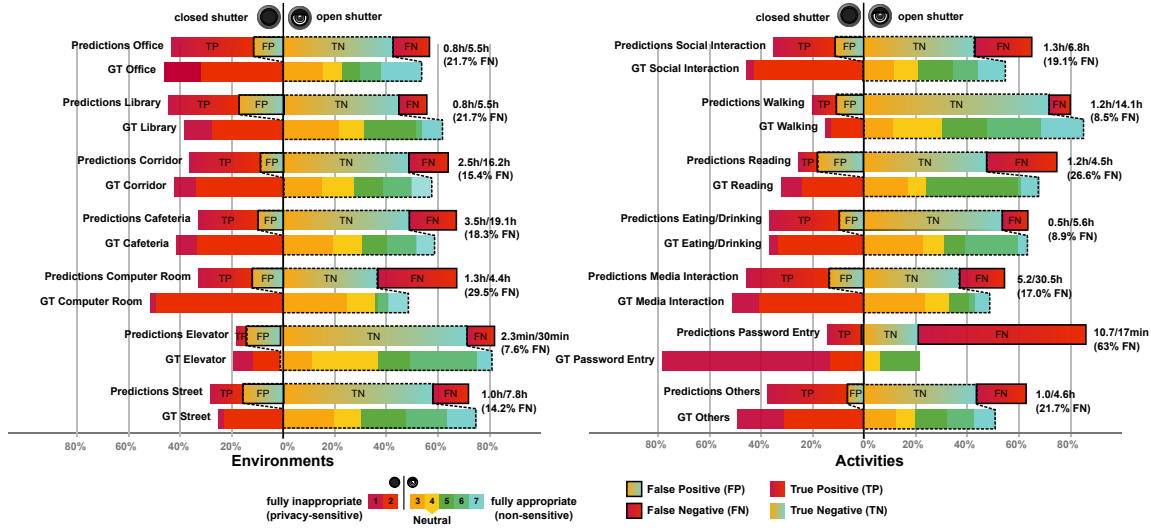 closed shutter
open shutter
Predictions Office
TP
FP
TN
FN
0.8h/5.5h
(21.7% FN)
GT Office
Predictions Library
TP
FP
TN
FN
0.8h/5.5h
(21.7% FN)
GT Library
Predictions Corridor
TP
FP
TN
FN
2.5h/16.2h
(15.4% FN)
GT Corridor
Predictions Cafeteria
TP
FP
TN
FN
3.5h/19.1h
(18.3% FN)
GT Cafeteria
Predictions Computer Room
TP
FP
TN
FN
1.3h/4.4h
(29.5% FN)
GT Computer Room
Predictions Elevator
TP
FP
TN
FN
2.3min/30min
(7.6% FN)
GT Elevator
Predictions Street
TP
FP
TN
FN
1.0h/7.8h
(14.2% FN)
GT Street
80% 60% 40% 20% 0% 20% 40% 60% 80%
Environments
closed shutter
open shutter
Predictions Social Interaction
TP
FP
TN
FN
1.3h/6.8h
(19.1% FN)
GT Social Interaction
Predictions Walking
TP
FP
TN
FN
1.2h/14.1h
(8.5% FN)
GT Walking
Predictions Reading
TP
FP
TN
FN
1.2h/4.5h
(26.6% FN)
GT Reading
Predictions Eating/Drinking
TP
FP
TN
FN
0.5h/5.6h
(8.9% FN)
GT Eating/Drinking
Predictions Media Interaction
TP
FP
TN
FN
5.2/30.5h
(17.0% FN)
GT Media Interaction
Predictions Password Entry
TP
TN
FN
10.7/17min
(63% FN)
GT Password Entry
Predictions Others
TP
FP
TN
FN
1.0/4.6h
(21.7% FN)
GT Others
80% 60% 40% 20% 0% 20% 40% 60% 80%
Activities
fully inappropriate
(privacy-sensitive)
1 2 3 4 5 6 7
Neutral
fully appropriate
(non-sensitive)
False Positive (FP)
True Positive (TP)
False Negative (FN)
True Negative (TN)